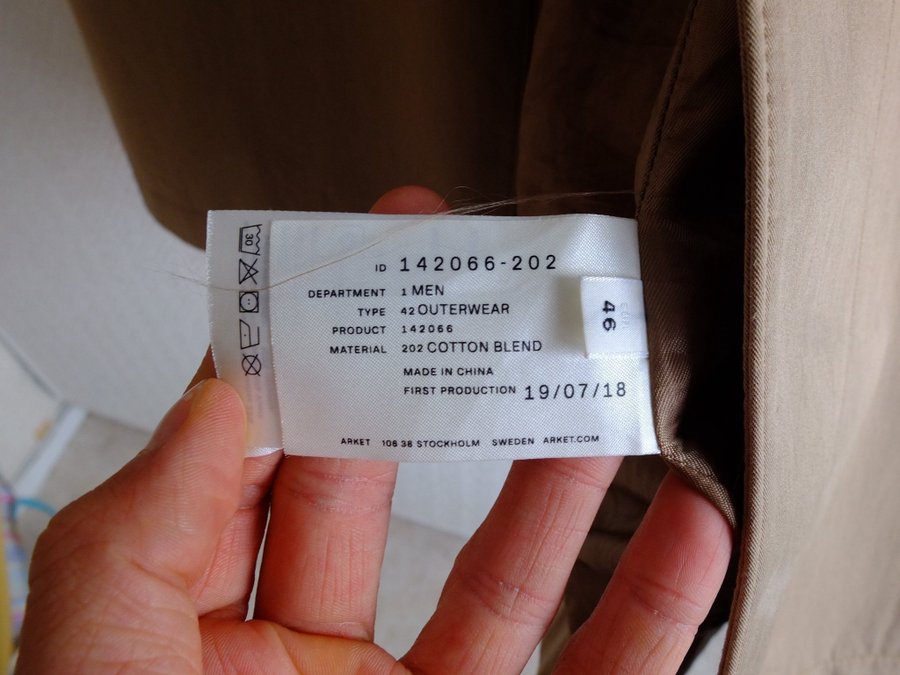 ID 142066-202
DEPARTMENT 1 MEN
TYPE 42 OUTERWEAR
PRODUCT 142066
MATERIAL 202 COTTON BLEND
MADE IN CHINA
FIRST PRODUCTION 19/07/18
ARKET 106 38 STOCKHOLM SWEDEN ARKET.COM
46
30